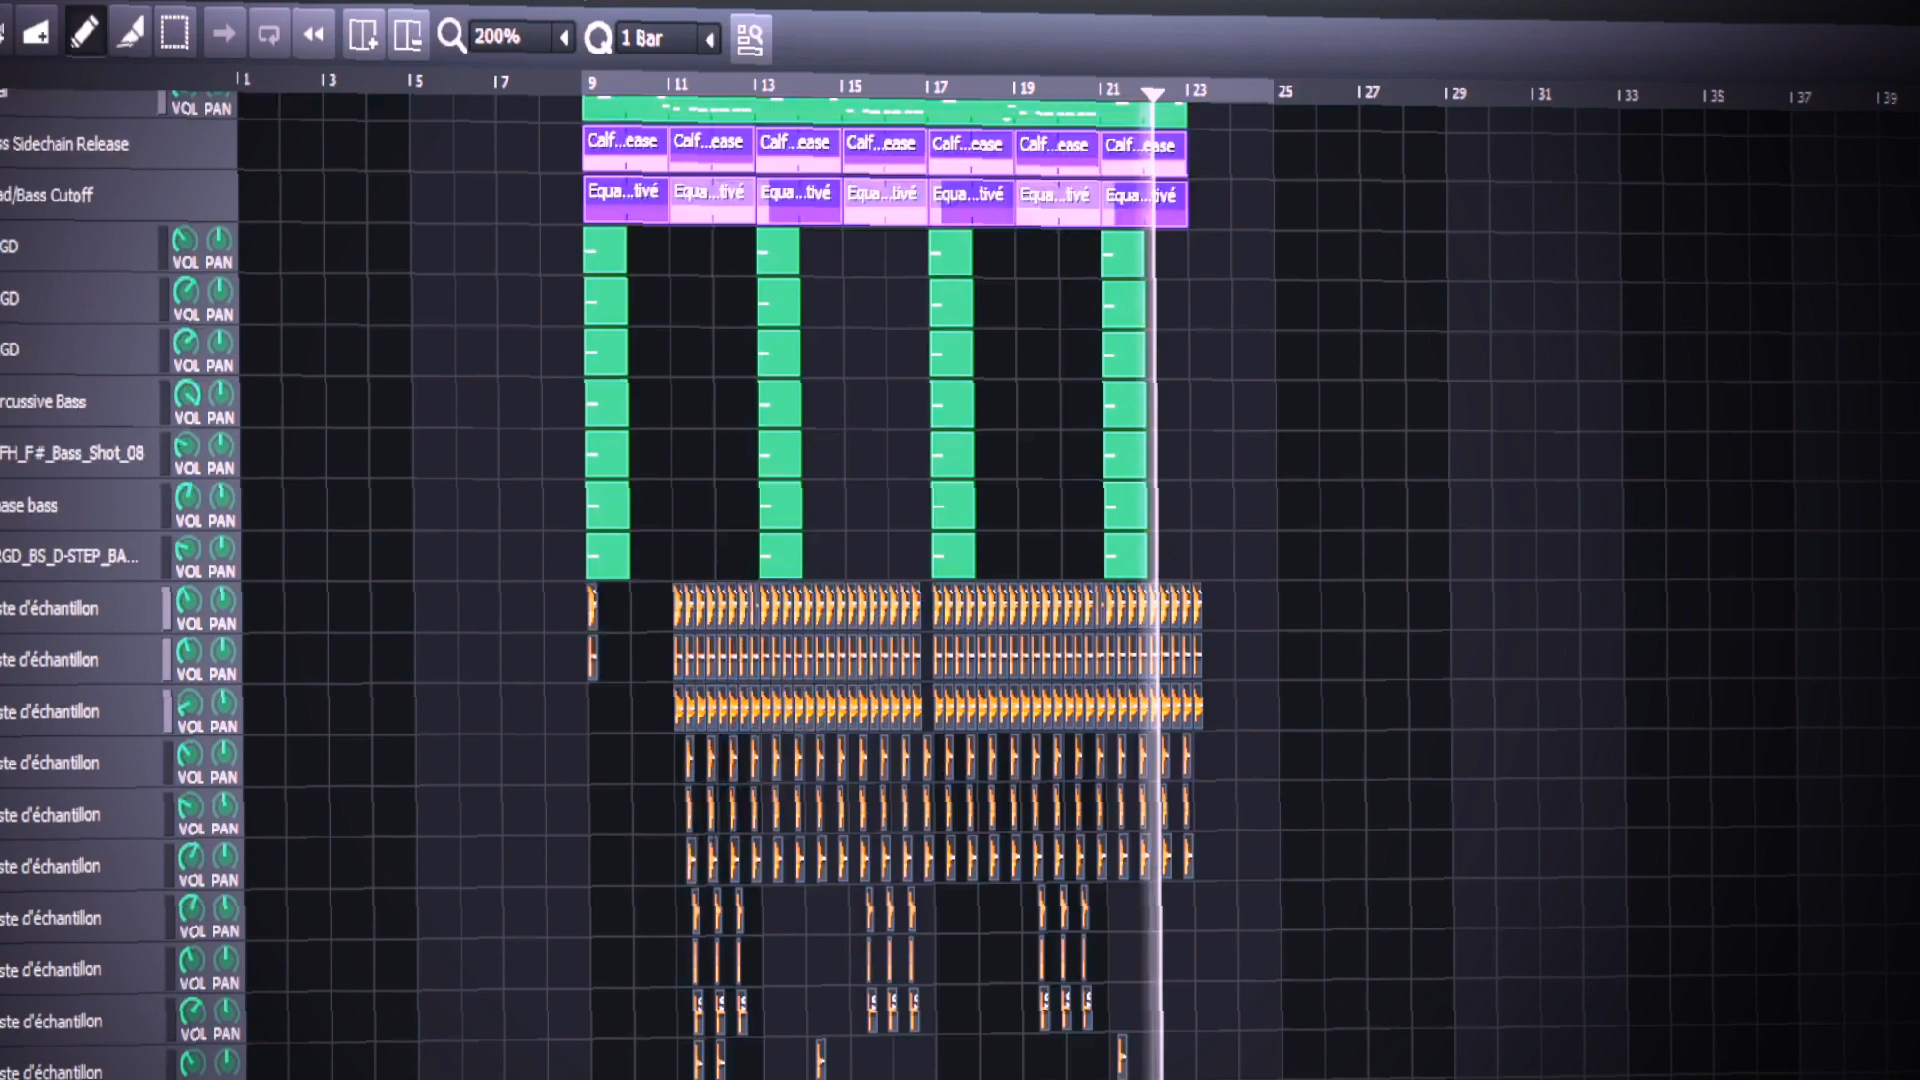 200% 1 Bar
1 3 5 7 9 11 13 15 17 19 21 23 25 27 29 31 33 35 37 39
VOL PAN
Sidechain Release Calf...ease Calf...ease Calf...ease Calf...ease Calf...ease Calf...ease Calf...ease
ad/Bass Cutoff Equa...tivé Equa...tivé Equa...tivé Equa...tivé Equa...tivé Equa...tivé Equa...tivé
GD VOL PAN
GD VOL PAN
GD VOL PAN
rcussive Bass VOL PAN
FH_F#_Bass_Shot_08 VOL PAN
ase bass VOL PAN
RGD_BS_D-STEP_BA... VOL PAN
ste d'échantillon VOL PAN
ste d'échantillon VOL PAN
ste d'échantillon VOL PAN
ste d'échantillon VOL PAN
ste d'échantillon VOL PAN
ste d'échantillon VOL PAN
ste d'échantillon VOL PAN
ste d'échantillon VOL PAN
ste d'échantillon VOL PAN
ste d'échantillon